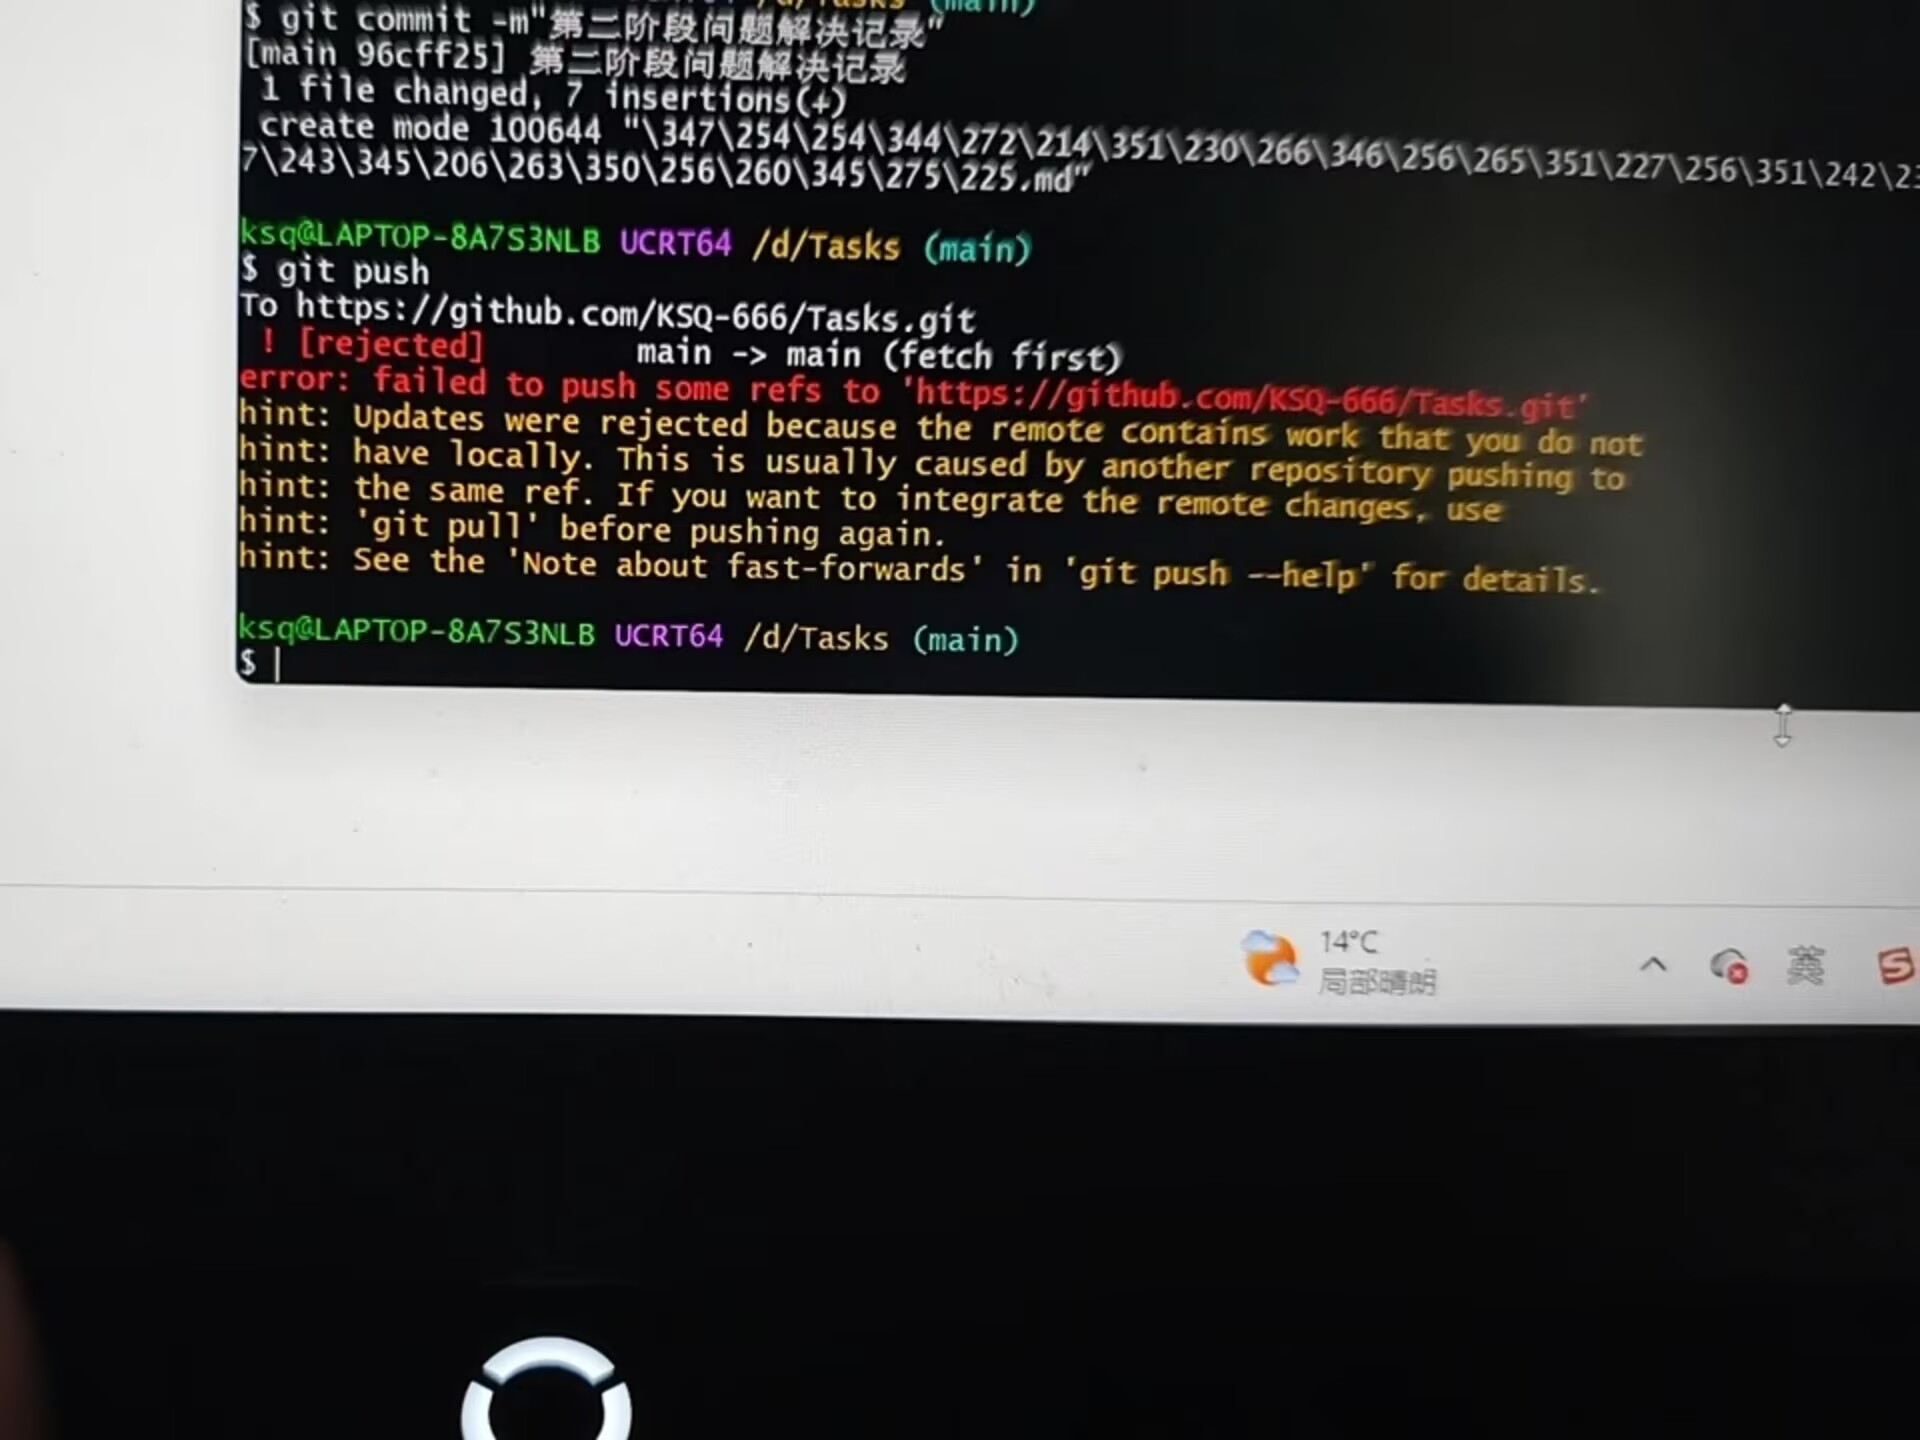 $ git commit -m"第二阶段问题解决记录"
[main 96cff25] 第二阶段问题解决记录
1 file changed, 7 insertions(+)
create mode 100644 "\347\254\254\344\272\214\351\230\266\346\256\265\351\227\256\351\242\23
7\243\345\206\263\350\256\260\345\275\225.md"
ksq@LAPTOP-8A7S3NLB UCRT64 /d/Tasks (main)
$ git push
To https://github.com/KSQ-666/Tasks.git
! [rejected] main -> main (fetch first)
error: failed to push some refs to 'https://github.com/KSQ-666/Tasks.git'
hint: Updates were rejected because the remote contains work that you do not
hint: have locally. This is usually caused by another repository pushing to
hint: the same ref. If you want to integrate the remote changes, use
hint: 'git pull' before pushing again.
hint: See the 'Note about fast-forwards' in 'git push --help' for details.
ksq@LAPTOP-8A7S3NLB UCRT64 /d/Tasks (main)
$
14°C
局部晴朗
英
S